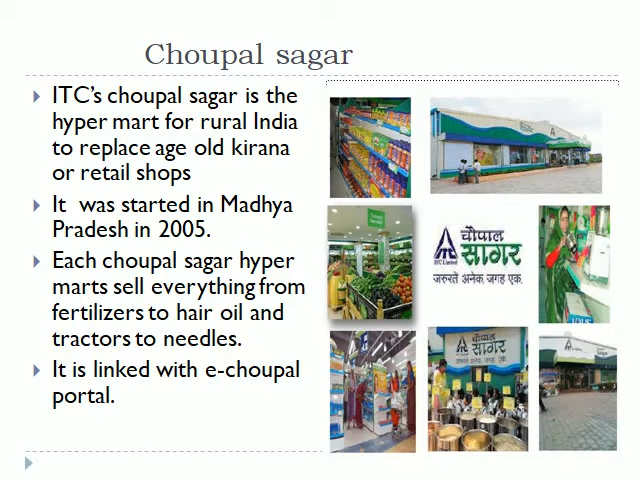 Choupal sagar
ITC's choupal sagar is the
hyper mart for rural India
to replace age old kirana
or retail shops
It was started in Madhya
Pradesh in 2005.
Each choupal sagar hyper
marts sell everything from
fertilizers to hair oil and
tractors to needles.
It is linked with e-choupal
portal.
चौपाल
सागर
ITC Limited
जरुरतें अनेक, जगह एक.
चौपाल
सागर